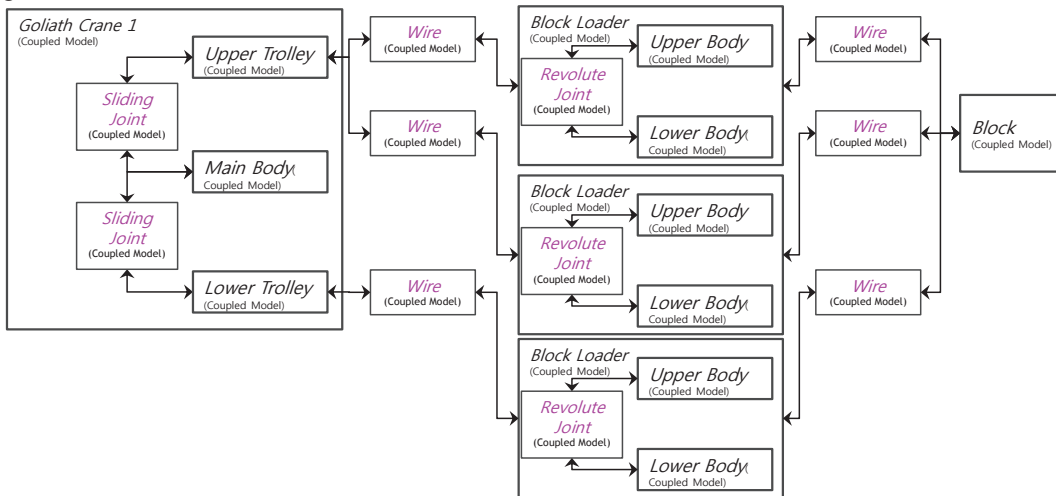 Goliath Crane 1
(Coupled Model)
Upper Trolley
(Coupled Model)
Sliding
Joint
(Coupled Model)
Main Body(
Coupled Model)
Sliding
Joint
(Coupled Model)
Lower Trolley
(Coupled Model)
Wire
(Coupled Model)
Wire
(Coupled Model)
Wire
(Coupled Model)
Block Loader
(Coupled Model)
Upper Body
(Coupled Model)
Revolute
Joint
(Coupled Model)
Lower Body(
Coupled Model)
Block Loader
(Coupled Model)
Upper Body
(Coupled Model)
Revolute
Joint
(Coupled Model)
Lower Body(
Coupled Model)
Block Loader
(Coupled Model)
Upper Body
(Coupled Model)
Revolute
Joint
(Coupled Model)
Lower Body(
Coupled Model)
Wire
(Coupled Model)
Wire
(Coupled Model)
Wire
(Coupled Model)
Block
(Coupled Model)